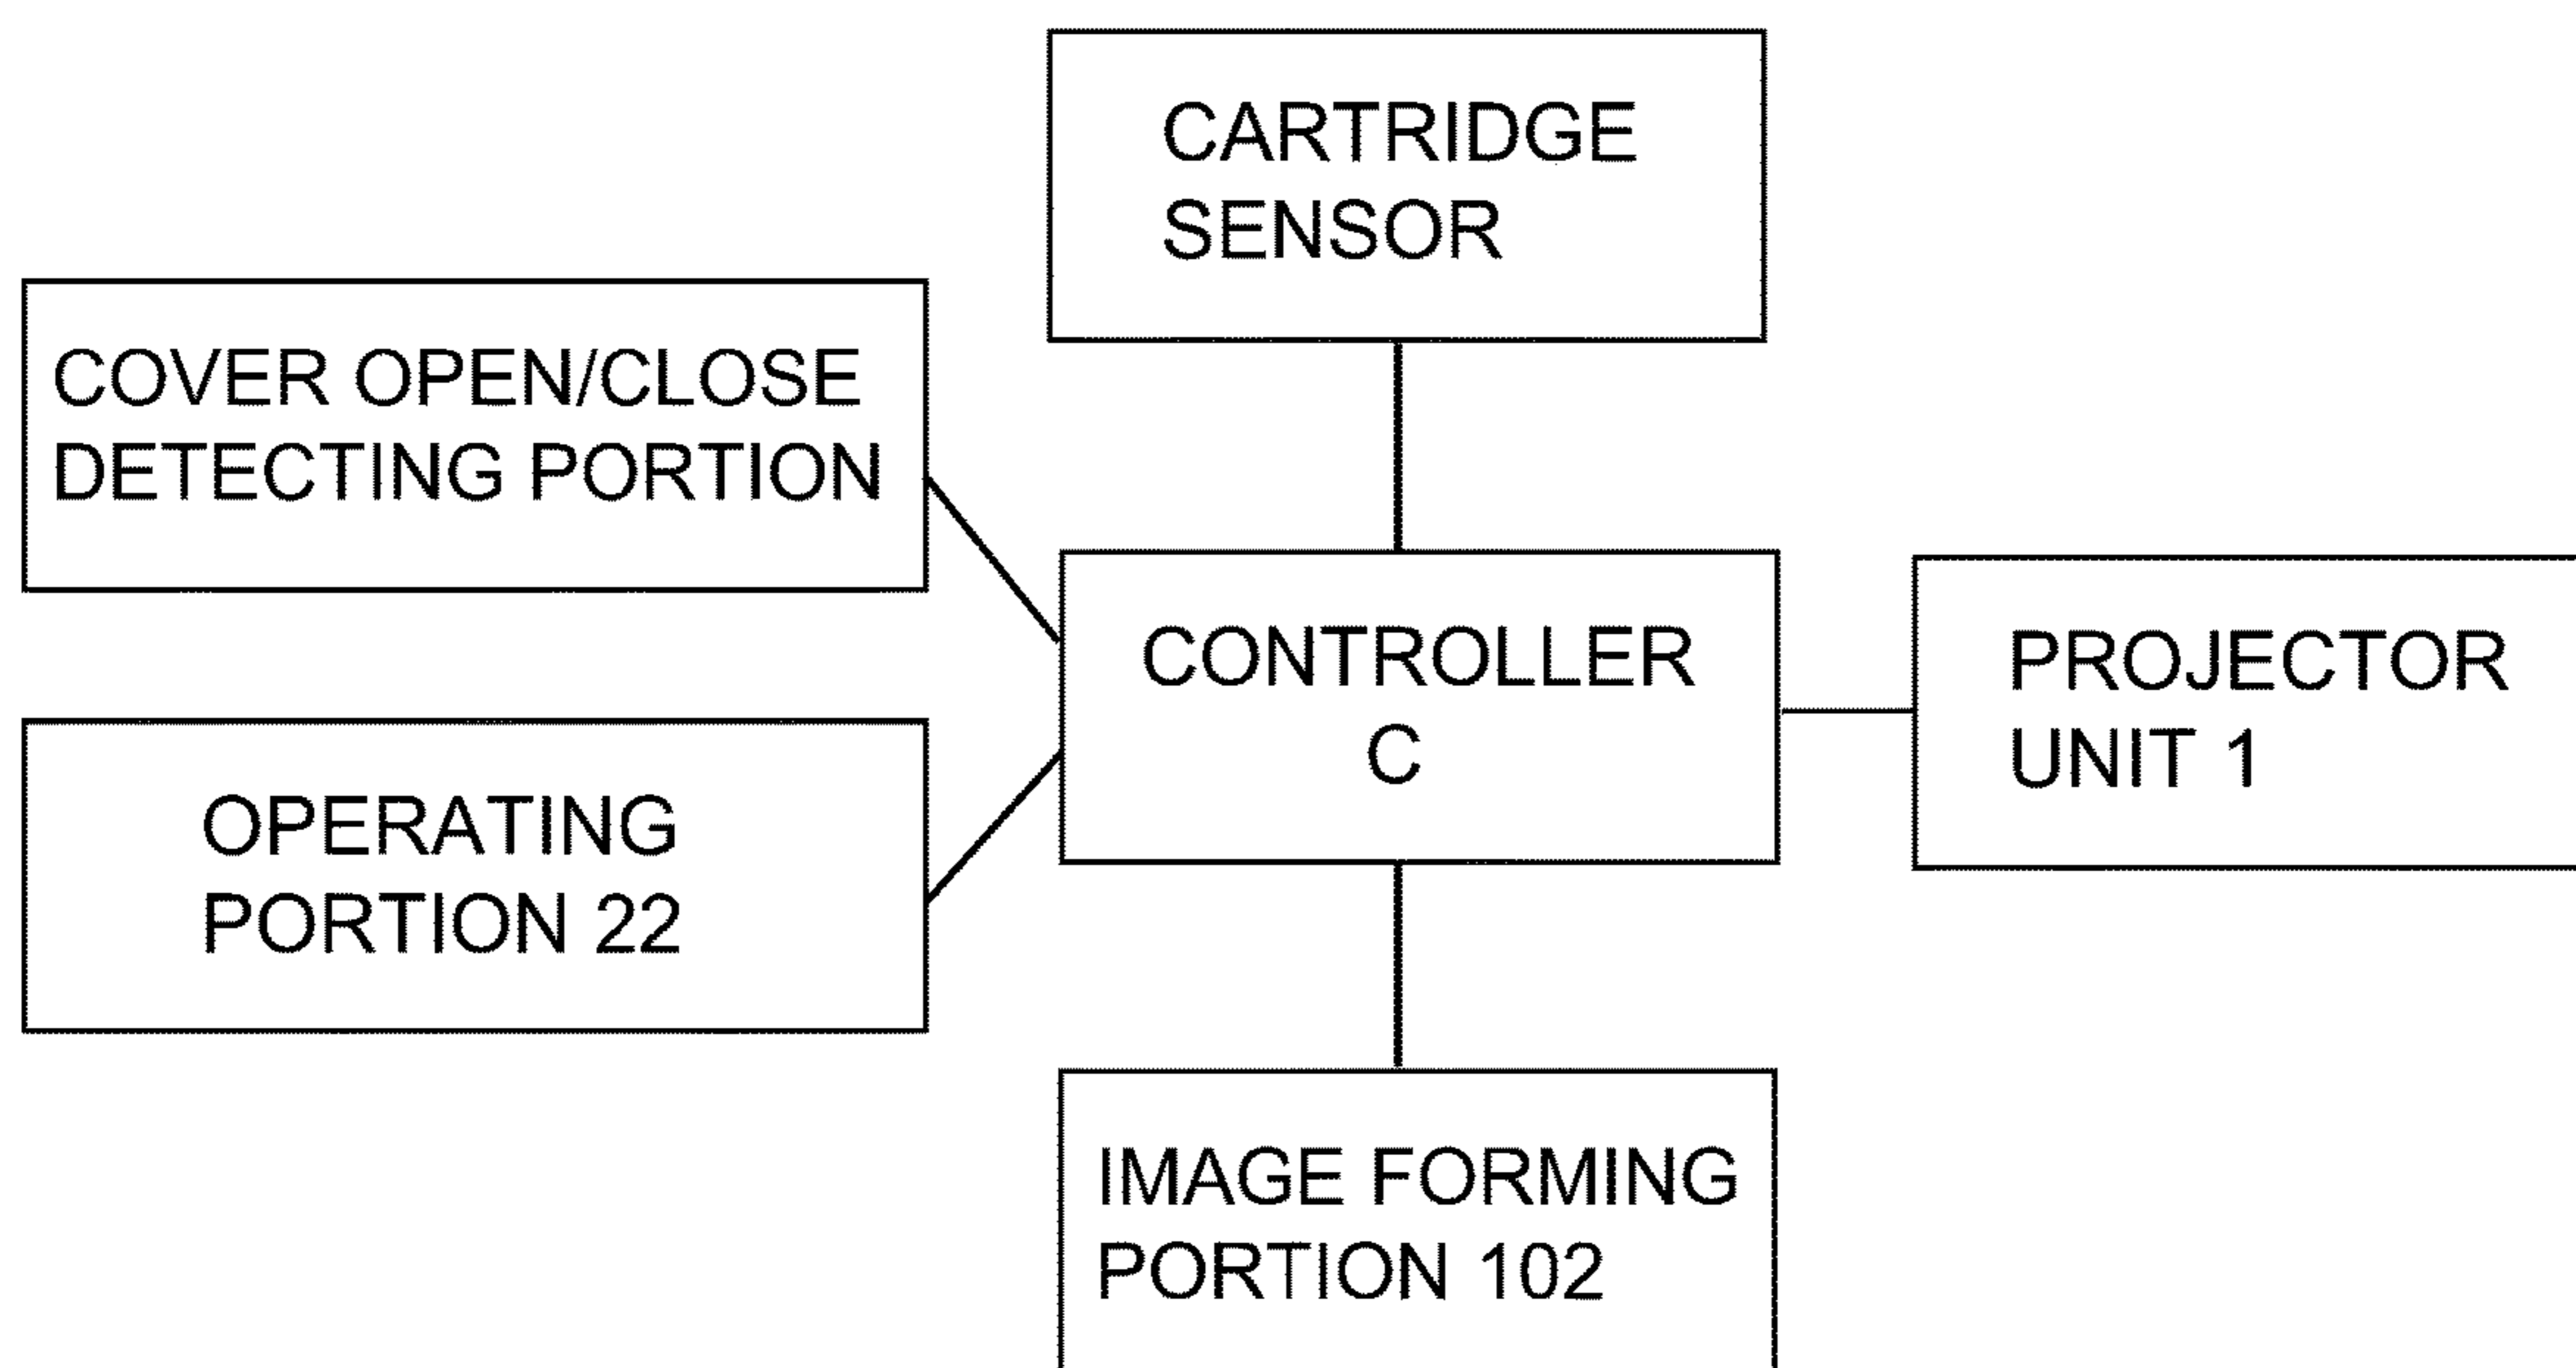 CARTRIDGE
SENSOR
COVER OPEN/CLOSE
DETECTING PORTION
CONTROLLER
C
PROJECTOR
UNIT 1
OPERATING
PORTION 22
IMAGE FORMING
PORTION 102